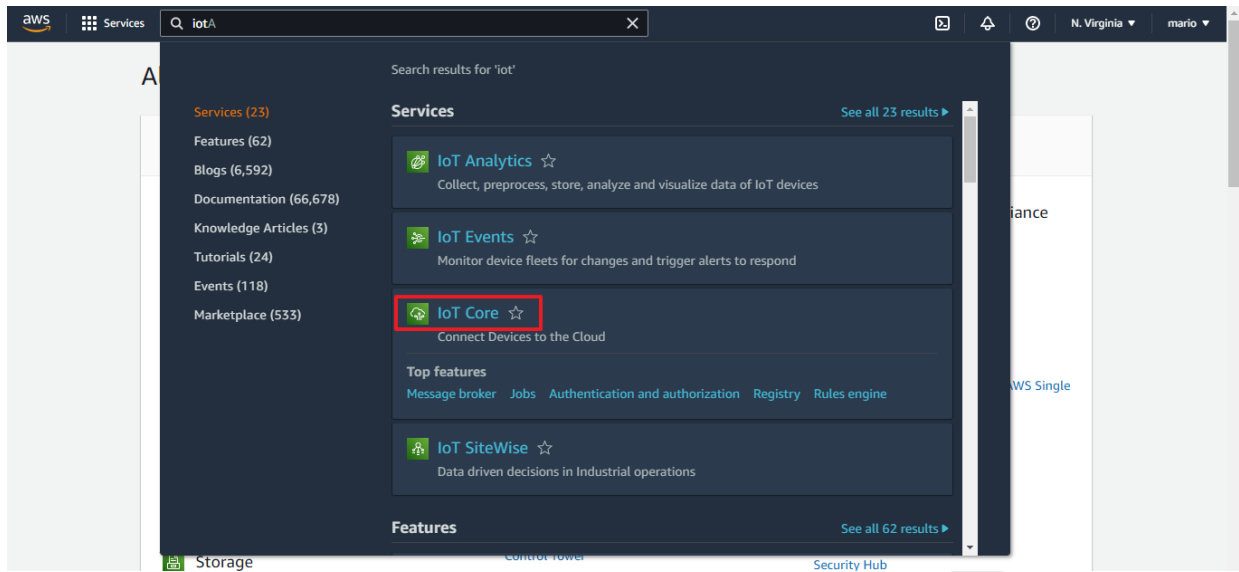 aws Services iotA N. Virginia ▼ mario ▼
A
Search results for 'iot'
Services (23)
Features (62)
Blogs (6,592)
Documentation (66,678)
Knowledge Articles (3)
Tutorials (24)
Events (118)
Marketplace (533)
Services See all 23 results ▶
IoT Analytics
Collect, preprocess, store, analyze and visualize data of IoT devices
IoT Events
Monitor device fleets for changes and trigger alerts to respond
IoT Core
Connect Devices to the Cloud
Top features
Message broker Jobs Authentication and authorization Registry Rules engine
IoT SiteWise
Data driven decisions in Industrial operations
Features See all 62 results ▶
iance
AWS Single
Storage
Control Tower
Security Hub